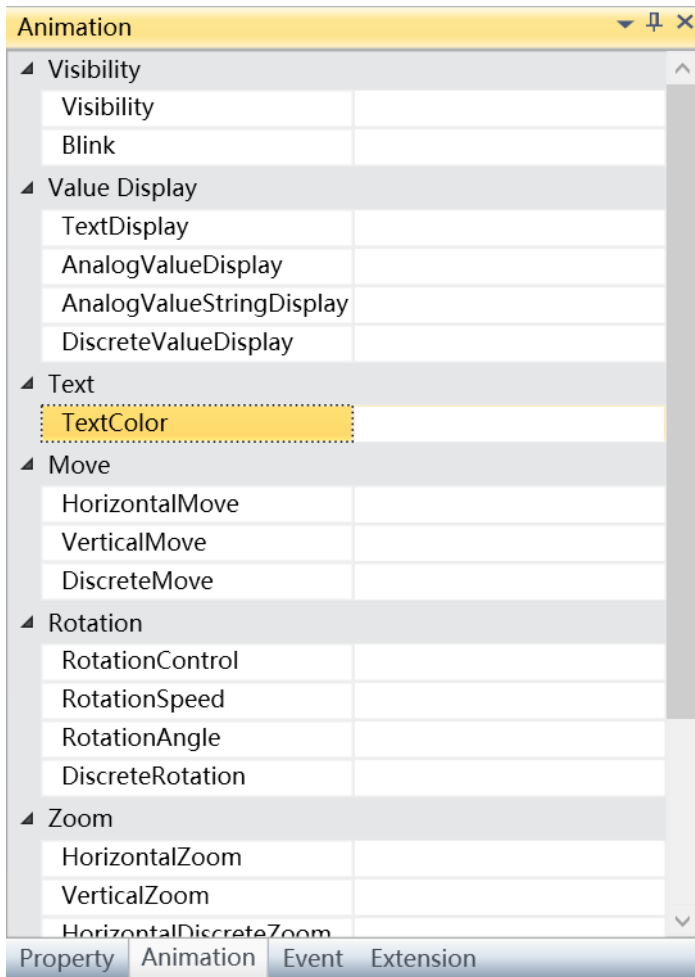 Animation
Visibility
Visibility
Blink
Value Display
TextDisplay
AnalogValueDisplay
AnalogValueStringDisplay
DiscreteValueDisplay
Text
TextColor
Move
HorizontalMove
VerticalMove
DiscreteMove
Rotation
RotationControl
RotationSpeed
RotationAngle
DiscreteRotation
Zoom
HorizontalZoom
VerticalZoom
HorizontalDiscreteZoom
Property Animation Event Extension